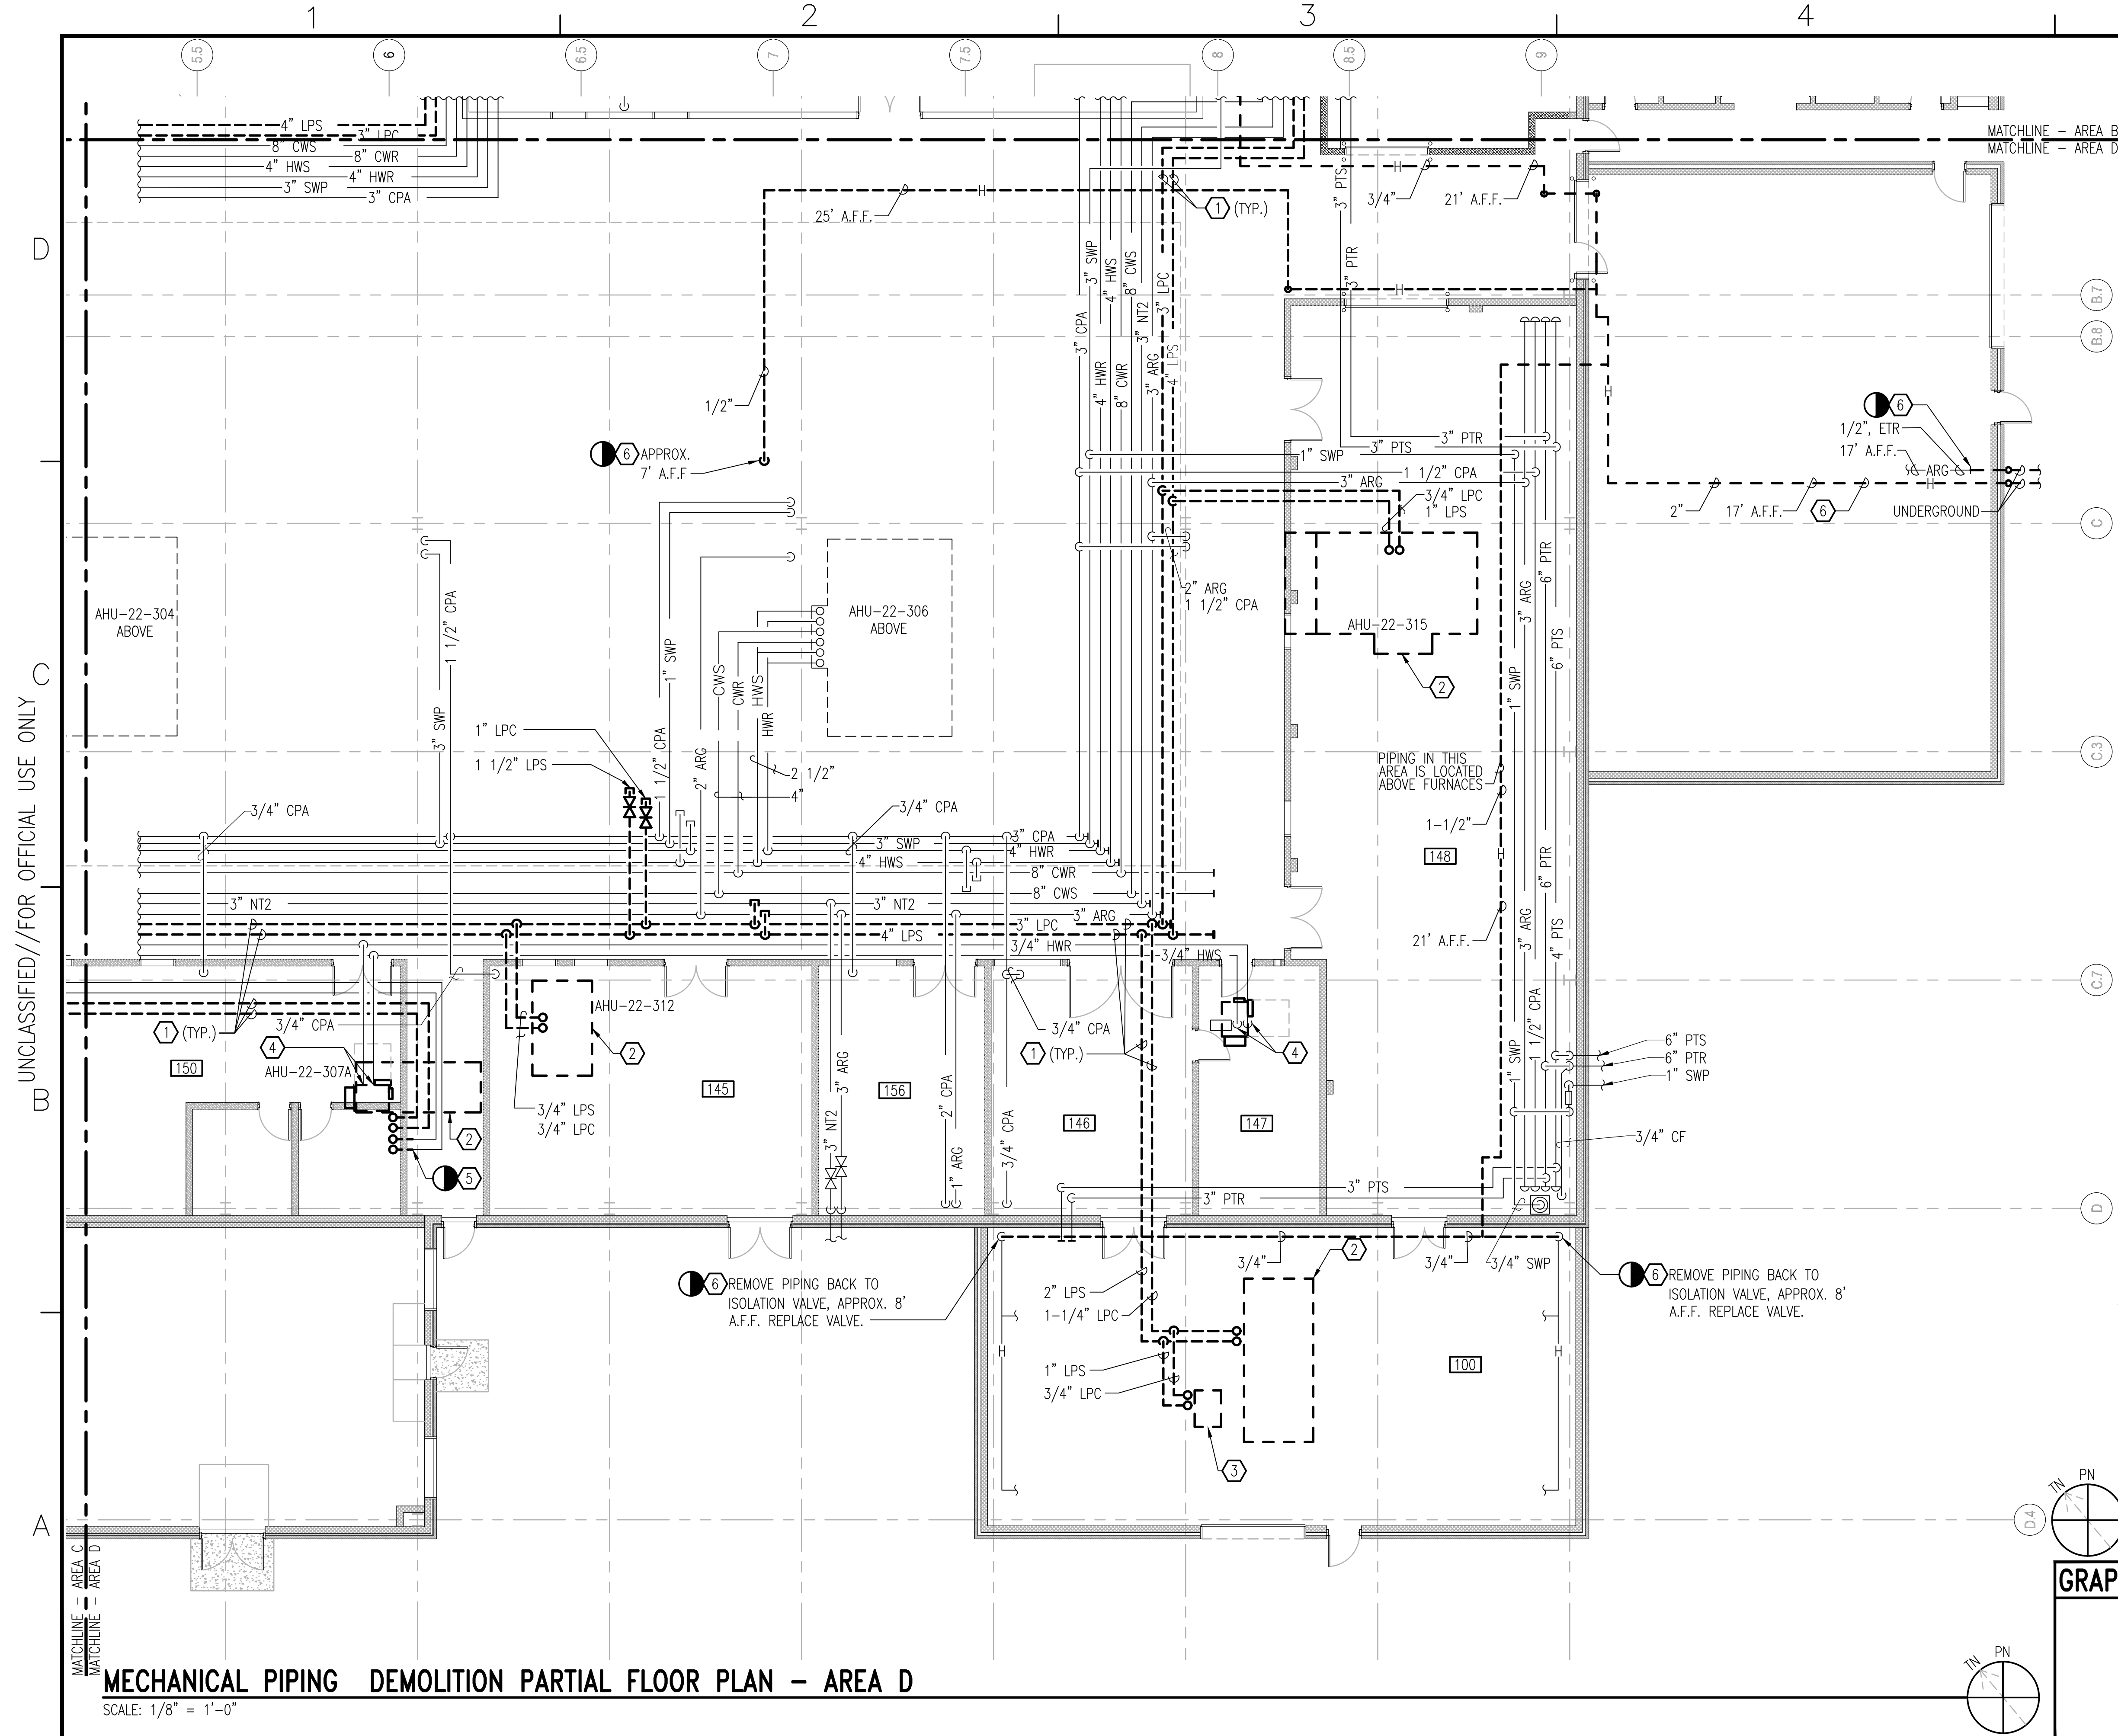 1
2
3
4
5.5
6
6.5
7
7.5
8
8.5
9
4" LPS
3" LPC
8" CWS
8" CWR
4" HWS
4" HWR
3" SWP
3" CPA
MATCHLINE - AREA B
MATCHLINE - AREA D
25' A.F.F.
H
1 (TYP.)
3/4"
21' A.F.F.
3" PTS
3" PTR
H
D
3" CPA
3" SWP
4" HWR
4" HWS
8" CWR
8" CWS
3" NT2
3" ARG
3" LPC
4" LPS
B.7
B.8
H
1/2"
6 APPROX.
7' A.F.F
6
1/2", ETR
17' A.F.F.
ARG
H
2"
17' A.F.F.
6
UNDERGROUND
3" PTR
3" PTS
1" SWP
1 1/2" CPA
3" ARG
3/4" LPC
1" LPS
C
AHU-22-304
ABOVE
1 1/2" CPA
3" SWP
AHU-22-306
ABOVE
1" SWP
1 1/2" CPA
2" ARG
CWS
CWR
HWS
HWR
2" ARG
1 1/2" CPA
AHU-22-315
2
1" SWP
3" ARG
6" PTR
6" PTS
C
UNCLASSIFIED//FOR OFFICIAL USE ONLY
1" LPC
1 1/2" LPS
2 1/2"
4"
PIPING IN THIS
AREA IS LOCATED
ABOVE FURNACES
C.3
3/4" CPA
3/4" CPA
1-1/2"
148
H
3" CPA
3" SWP
4" HWR
4" HWS
8" CWR
8" CWS
3" NT2
3" NT2
3" ARG
3" LPC
4" LPS
3/4" HWR
3/4" HWS
21' A.F.F.
6" PTR
3" ARG
4" PTS
1 1/2" CPA
1" SWP
C.7
1 (TYP.)
3/4" CPA
4
150
AHU-22-307A
2
5
AHU-22-312
2
145
3/4" LPS
3/4" LPC
156
3" NT2
3" ARG
2" CPA
1" ARG
3/4" CPA
3/4" CPA
1 (TYP.)
146
4
147
6" PTS
6" PTR
1" SWP
3/4" CF
B
3" PTS
3" PTR
D
6 REMOVE PIPING BACK TO
ISOLATION VALVE, APPROX. 8'
A.F.F. REPLACE VALVE.
2" LPS
1-1/4" LPC
3/4"
2
3/4"
3/4" SWP
6 REMOVE PIPING BACK TO
ISOLATION VALVE, APPROX. 8'
A.F.F. REPLACE VALVE.
H
H
1" LPS
3/4" LPC
100
3
A
D.4
TN
PN
MATCHLINE - AREA C
MATCHLINE - AREA D
GRAP
TN
PN
MECHANICAL PIPING DEMOLITION PARTIAL FLOOR PLAN - AREA D
SCALE: 1/8" = 1'-0"